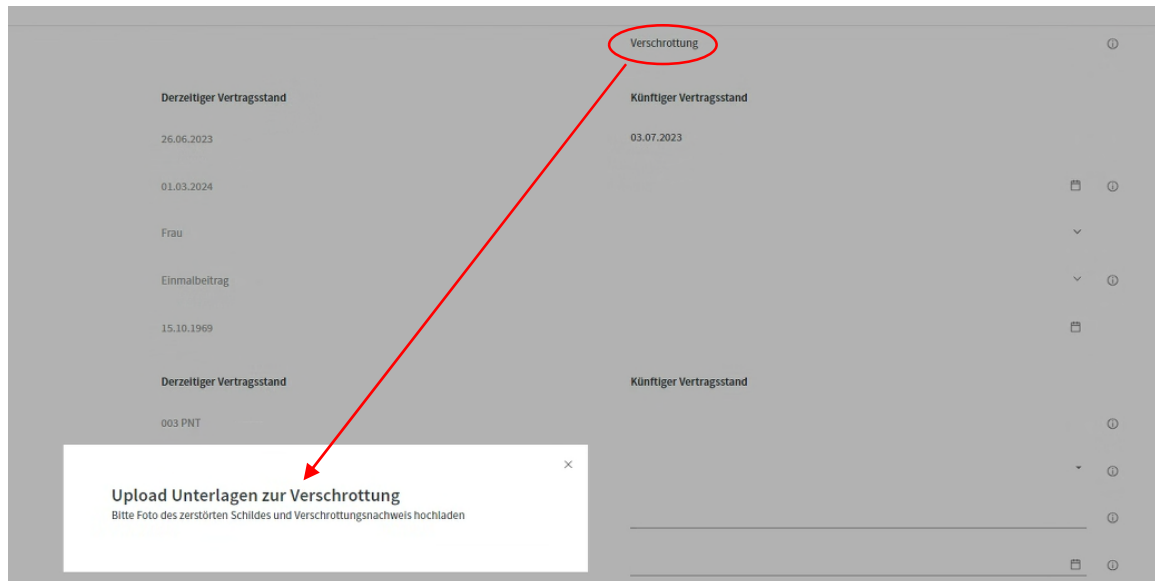 Verschrottung
Derzeitiger Vertragsstand
Künftiger Vertragsstand
26.06.2023
03.07.2023
01.03.2024
Frau
Einmalbeitrag
15.10.1969
Derzeitiger Vertragsstand
Künftiger Vertragsstand
003 PNT
Upload Unterlagen zur Verschrottung
Bitte Foto des zerstörten Schildes und Verschrottungsnachweis hochladen